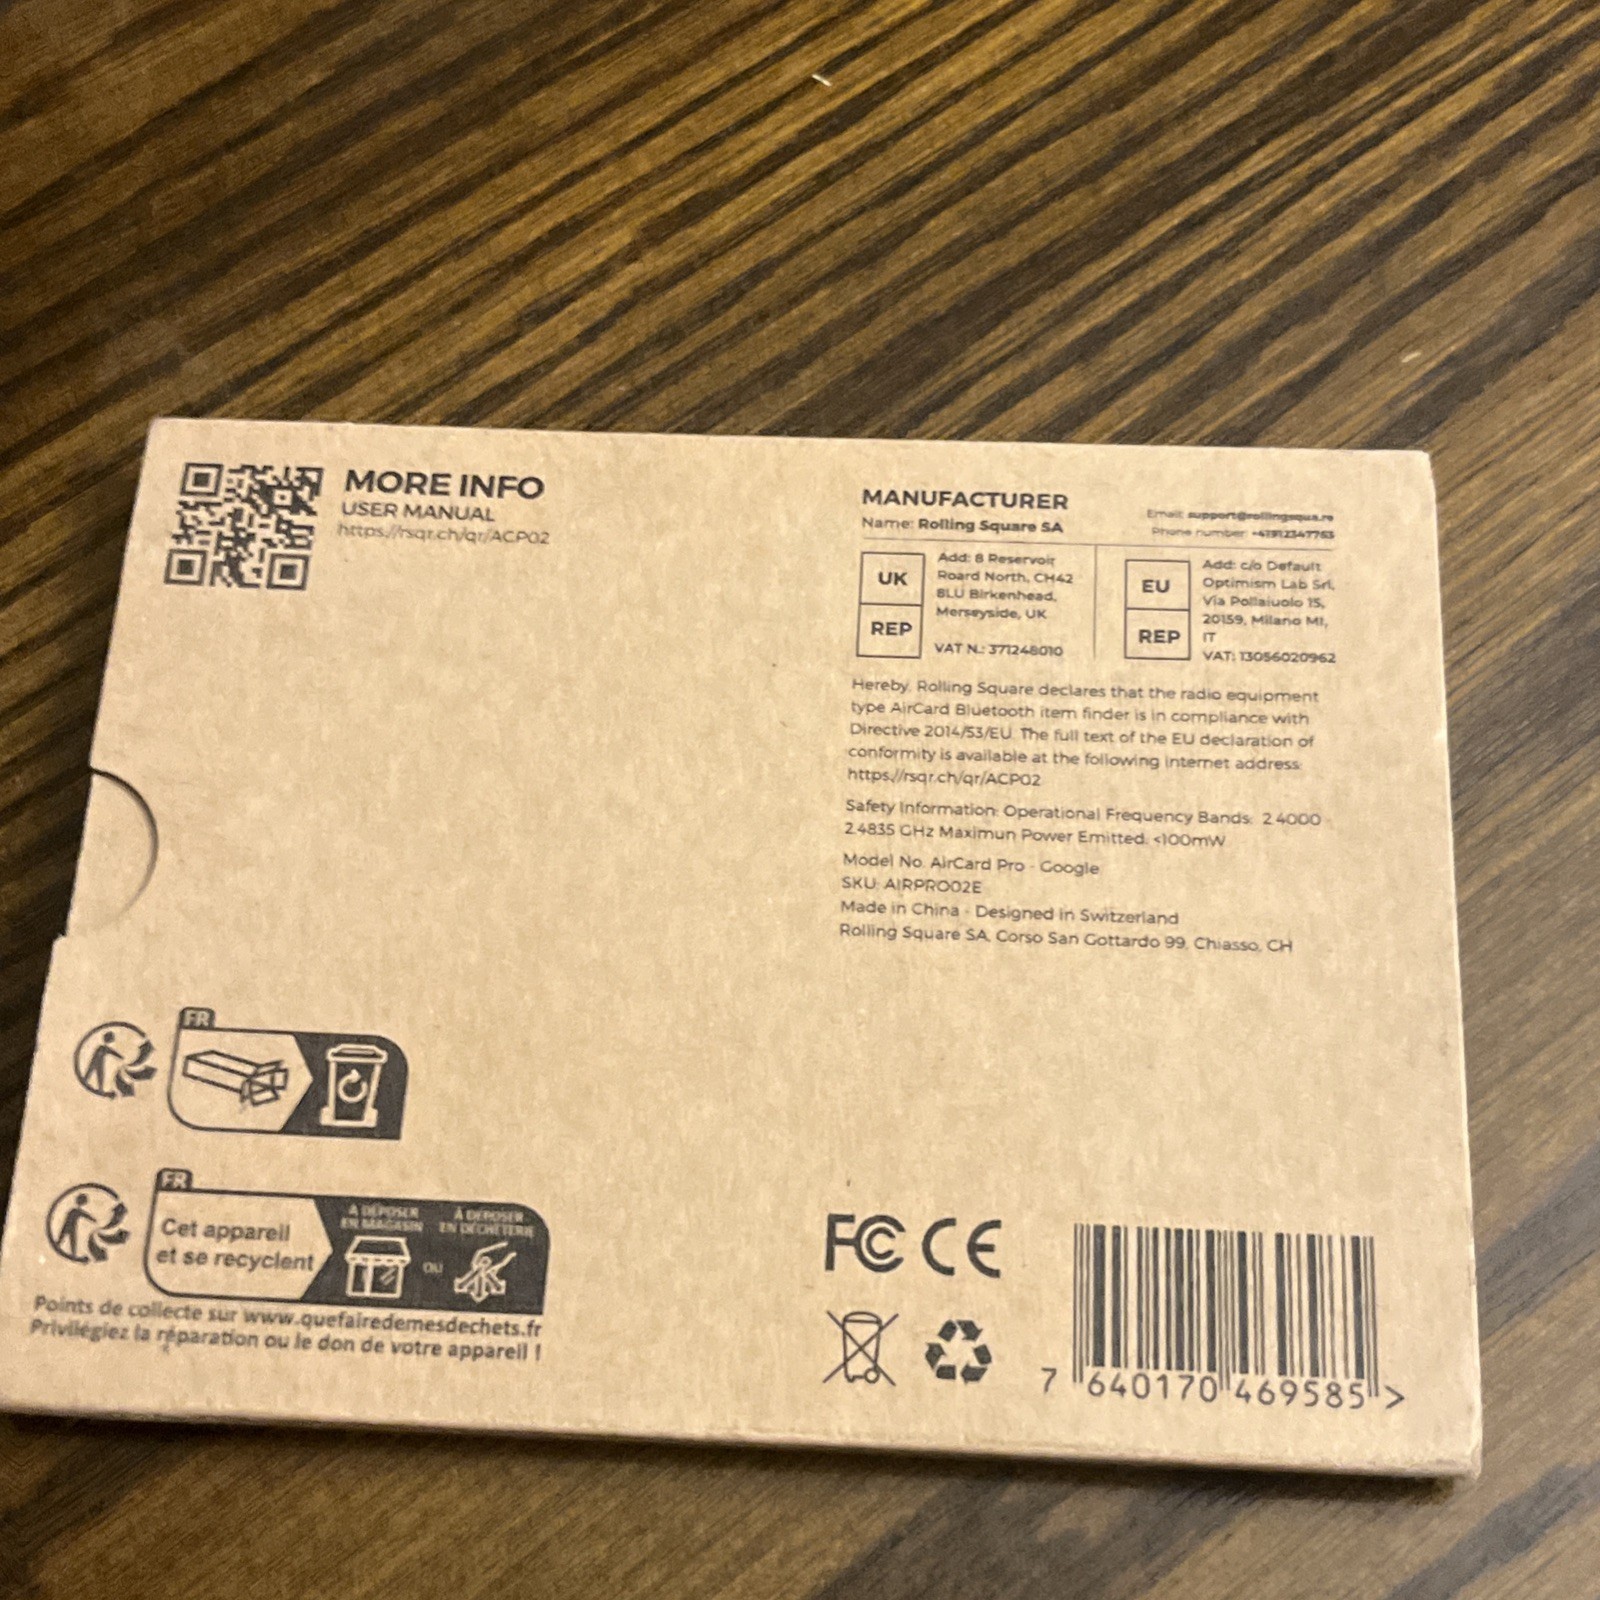 MORE INFO
USER MANUAL
https://rsqr.ch/qr/ACP02
MANUFACTURER
Name: Rolling Square SA
Email: support@rollingsqua.re
Phone number: +41912347763
UK
REP
Add: 8 Reservoir
Roard North, CH42
8LU Birkenhead,
Merseyside, UK
VAT N.: 371248010
EU
REP
Add: c/o Default
Optimism Lab Srl,
Via Pollaiuolo 15,
20159, Milano MI,
IT
VAT: 13056020962
Hereby, Rolling Square declares that the radio equipment
type AirCard Bluetooth item finder is in compliance with
Directive 2014/53/EU. The full text of the EU declaration of
conformity is available at the following internet address:
https://rsqr.ch/qr/ACP02
Safety Information: Operational Frequency Bands: 2.4000 -
2.4835 GHz Maximun Power Emitted: <100mW
Model No. AirCard Pro - Google
SKU: AIRPRO02E
Made in China - Designed in Switzerland
Rolling Square SA, Corso San Gottardo 99, Chiasso, CH
FR
FR
Cet appareil
et se recyclent
À DÉPOSER
EN MAGASIN
OU
À DÉPOSER
EN DÉCHÈTERIE
Points de collecte sur www.quefairedemesdechets.fr
Privilégiez la réparation ou le don de votre appareil !
FC CE
7 640170 469585 >